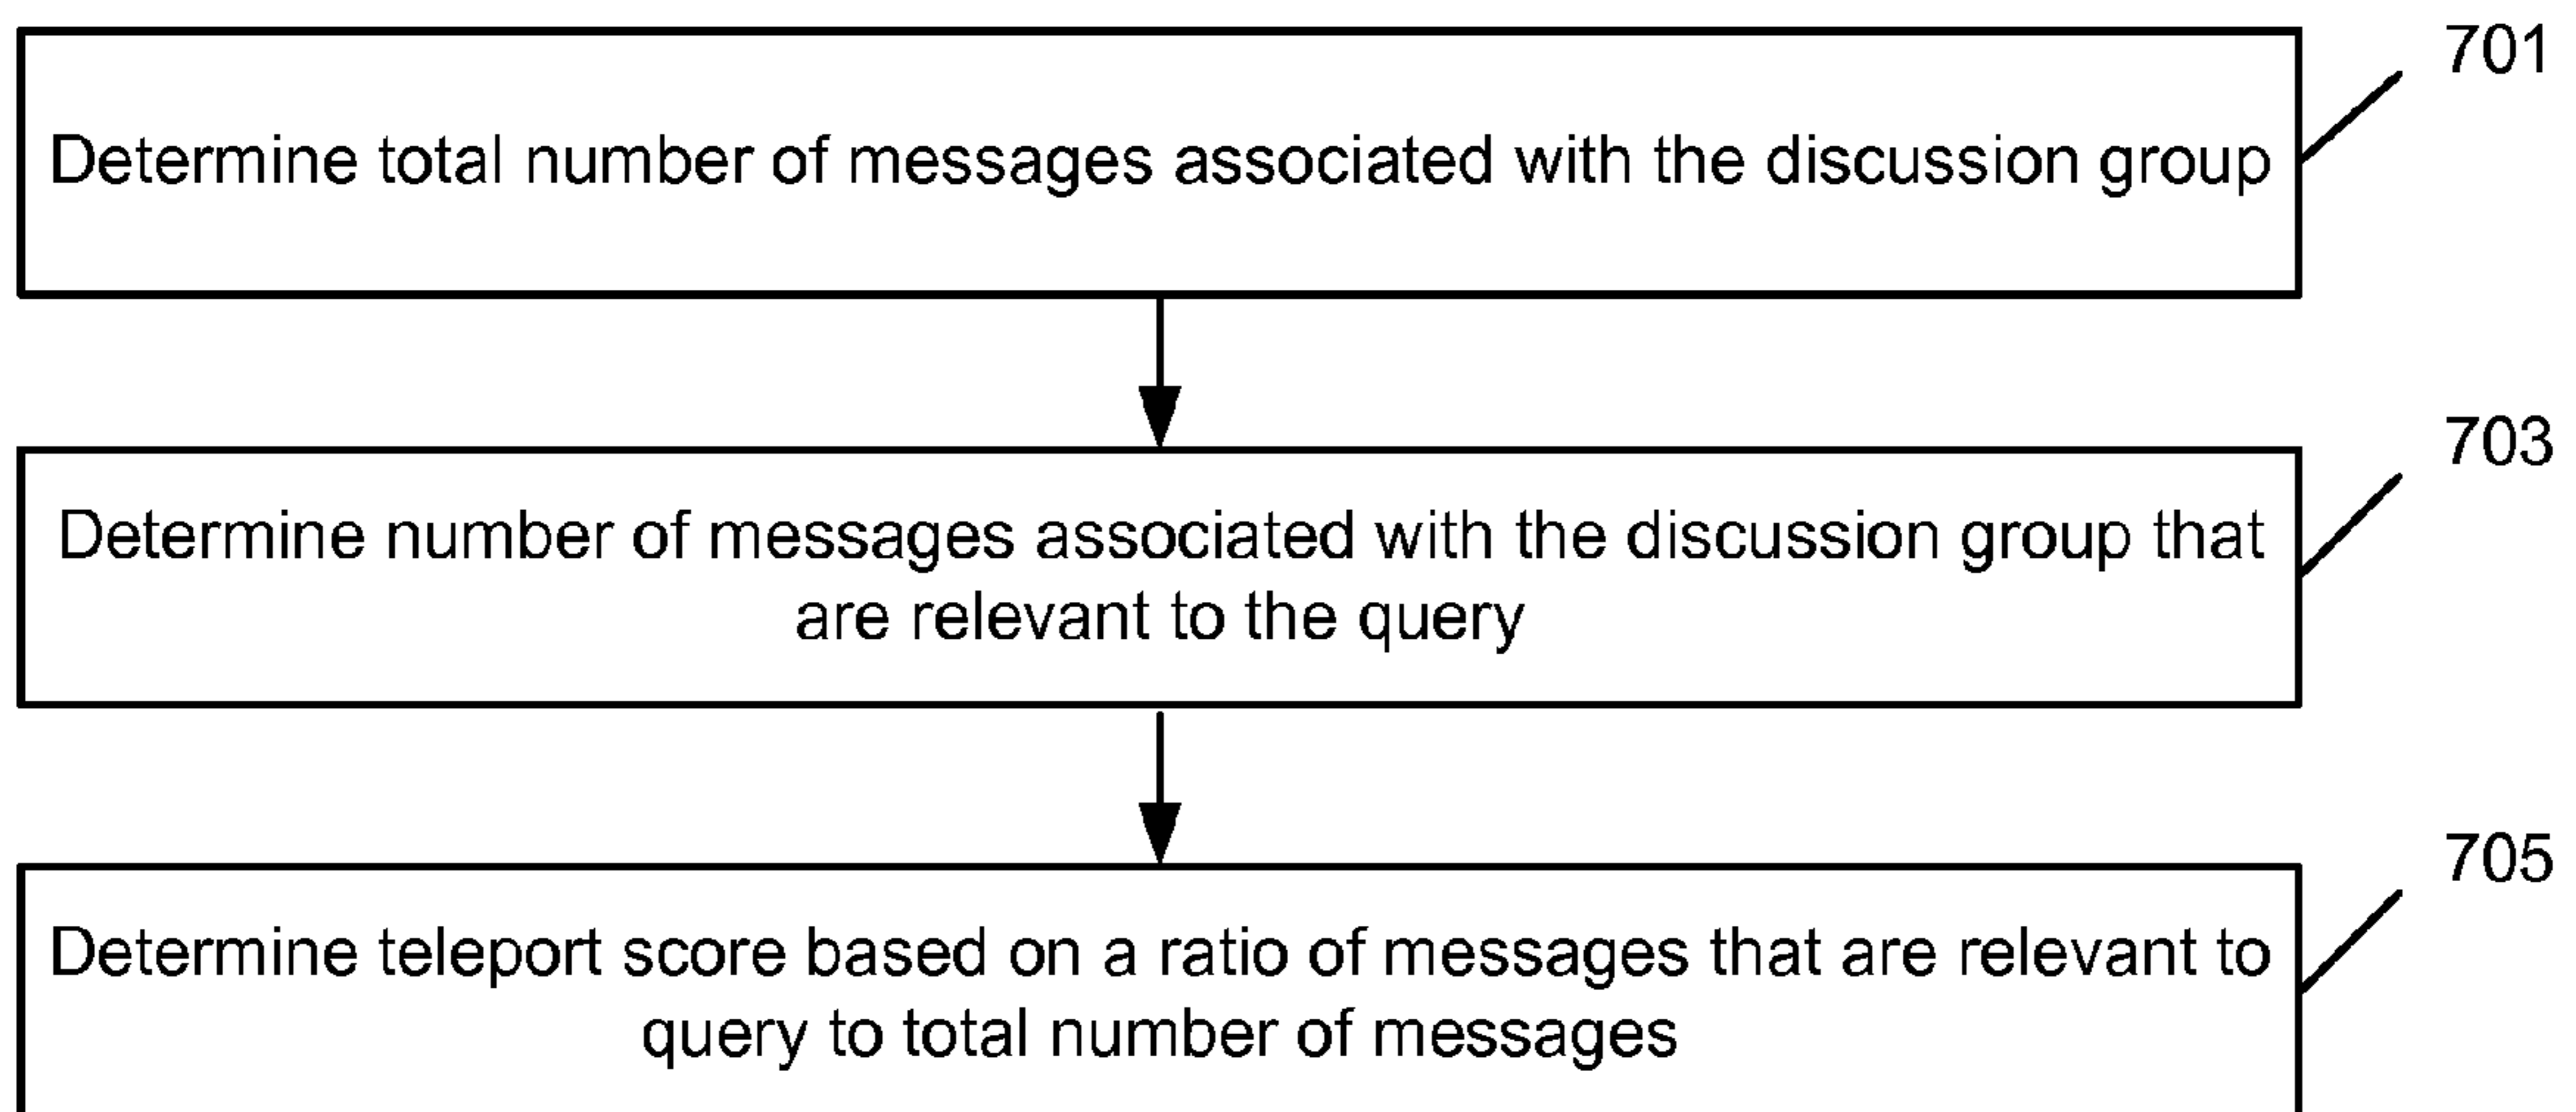 701
Determine total number of messages associated with the discussion group
703
Determine number of messages associated with the discussion group that
are relevant to the query
705
Determine teleport score based on a ratio of messages that are relevant to
query to total number of messages